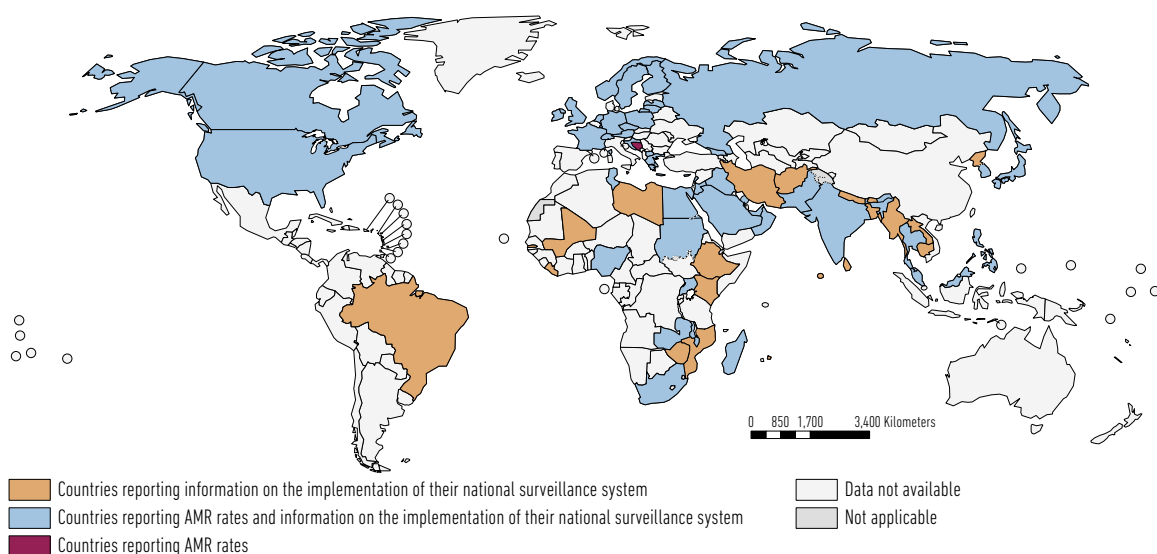 0 850 1,700 3,400 Kilometers
Countries reporting information on the implementation of their national surveillance system
Countries reporting AMR rates and information on the implementation of their national surveillance system
Countries reporting AMR rates
Data not available
Not applicable